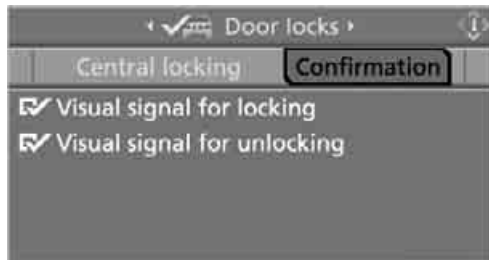 Door locks
Central locking Confirmation
Visual signal for locking
Visual signal for unlocking